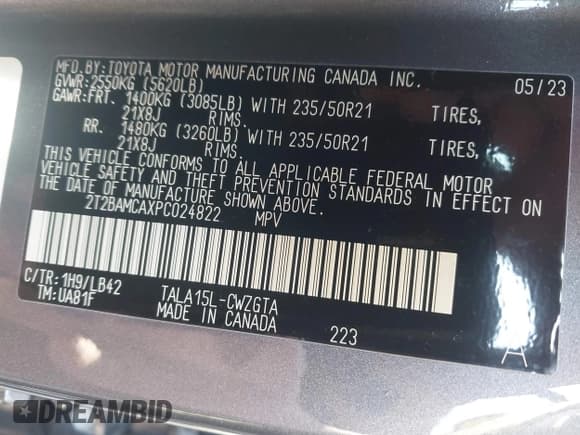 MFD.BY:TOYOTA MOTOR MANUFACTURING CANADA INC. 05/23
GVWR:2550KG (5620LB)
GAWR:FRT. 1400KG (3085LB) WITH 235/50R21 TIRES,
21X8J RIMS.
RR. 1480KG (3260LB) WITH 235/50R21 TIRES,
21X8J RIMS.
THIS VEHICLE CONFORMS TO ALL APPLICABLE FEDERAL MOTOR
VEHICLE SAFETY AND THEFT PREVENTION STANDARDS IN EFFECT ON
THE DATE OF MANUFACTURE SHOWN ABOVE.
2T2BAMCAXPC024822 MPV
C/TR:1H9/LB42 TALA15L-CWZGTA
TM:UA81F MADE IN CANADA 223 A
DREAMBID